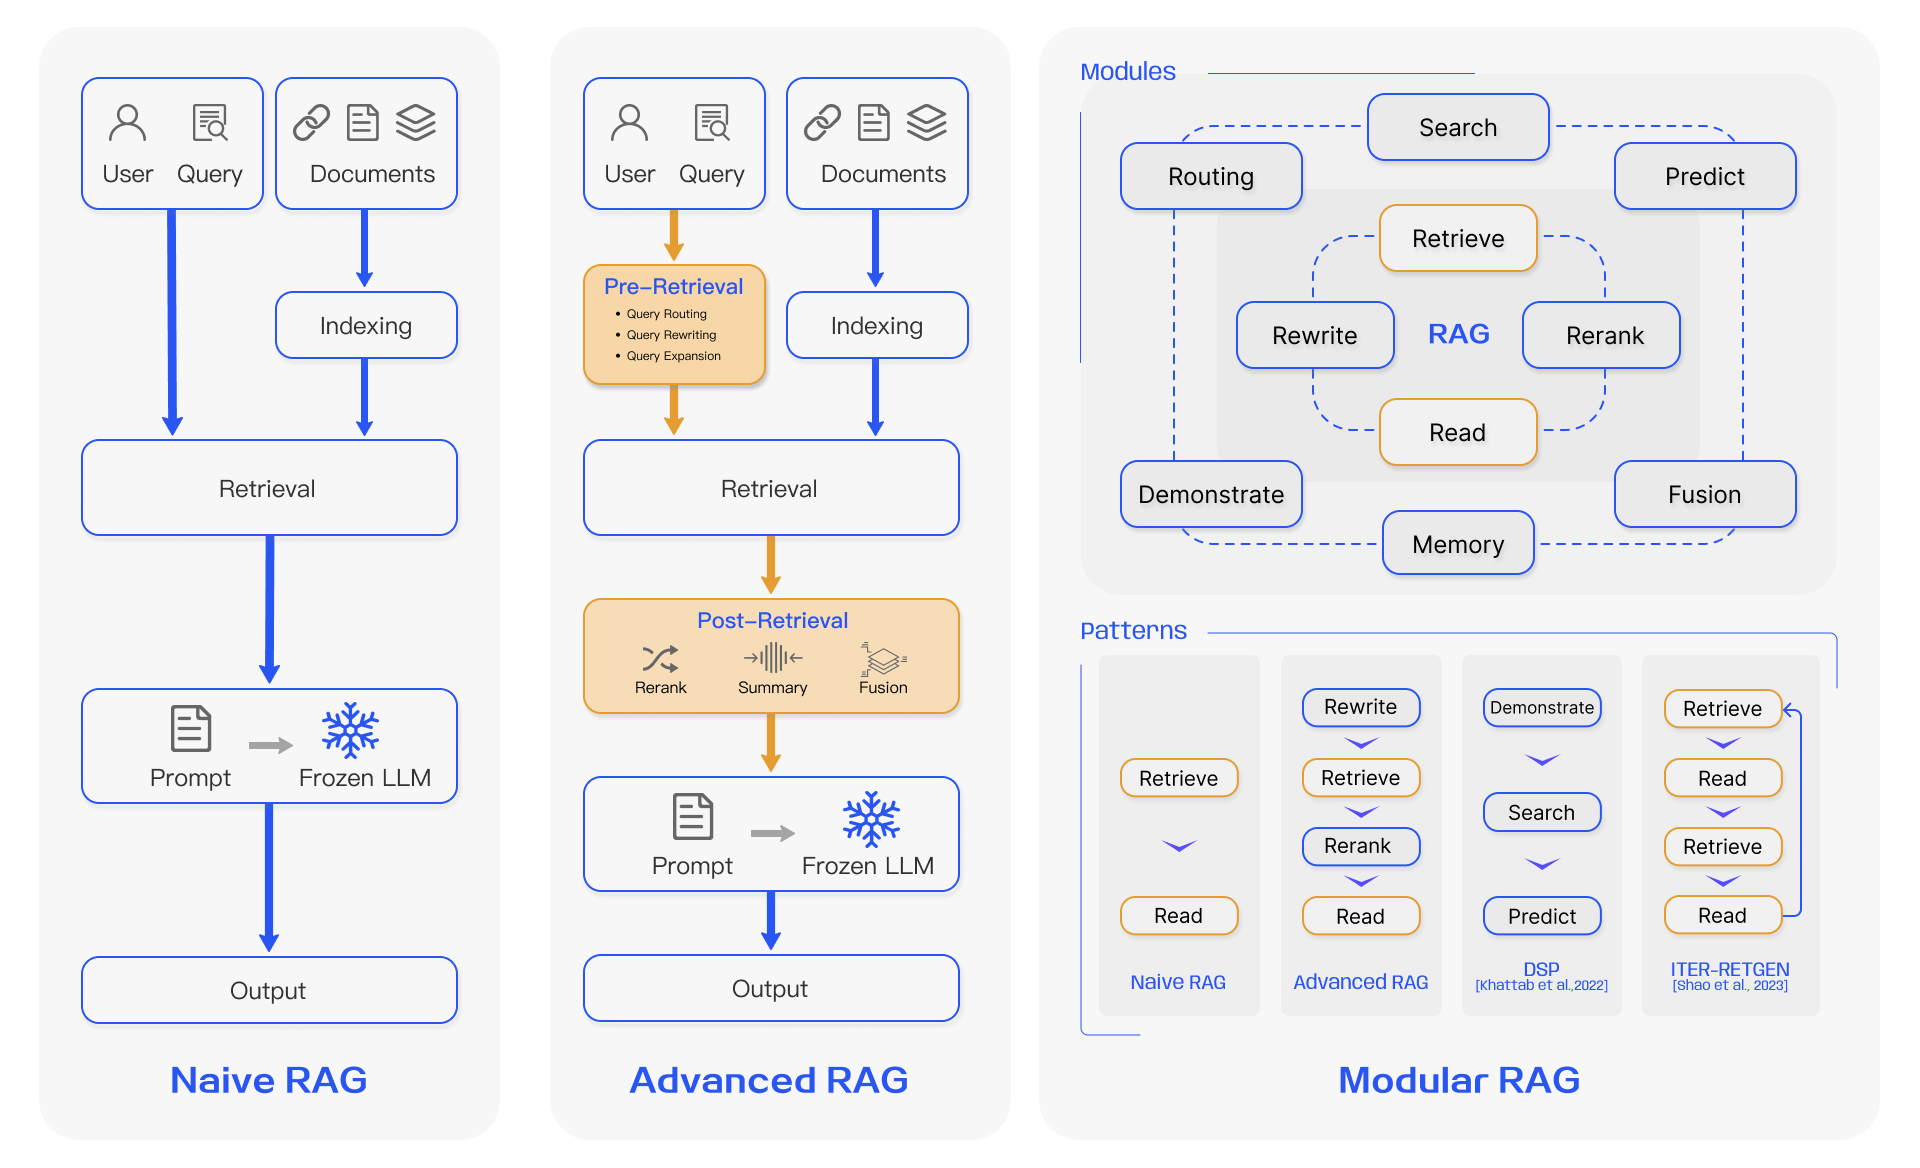 User
Query
Documents
Indexing
Retrieval
Prompt
Frozen LLM
Output
Naive RAG
User
Query
Documents
Pre-Retrieval
• Query Routing
• Query Rewriting
• Query Expansion
Indexing
Retrieval
Post-Retrieval
Rerank
Summary
Fusion
Prompt
Frozen LLM
Output
Advanced RAG
Modules
Search
Routing
Predict
Retrieve
Rewrite
RAG
Rerank
Read
Demonstrate
Fusion
Memory
Patterns
Retrieve
Read
Naive RAG
Rewrite
Retrieve
Rerank
Read
Advanced RAG
Demonstrate
Search
Predict
DSP
[Khattab et al.,2022]
Retrieve
Read
Retrieve
Read
ITER-RETGEN
[Shao et al., 2023]
Modular RAG